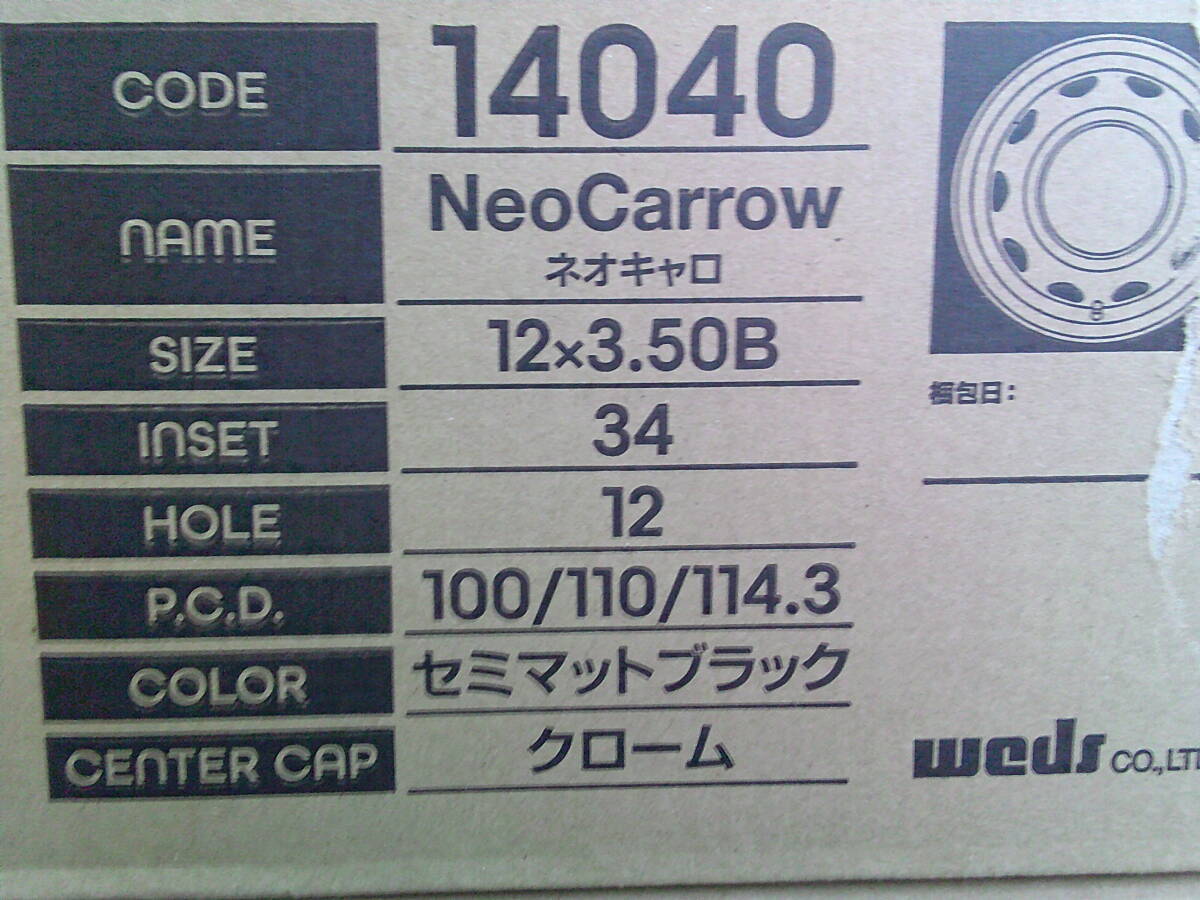 CODE 14040
NAME NeoCarrow
ネオキャロ
SIZE 12×3.50B
INSET 34
HOLE 12
P.C.D. 100/110/114.3
COLOR セミマットブラック
CENTER CAP クローム
梱包日：
weds CO.,LT